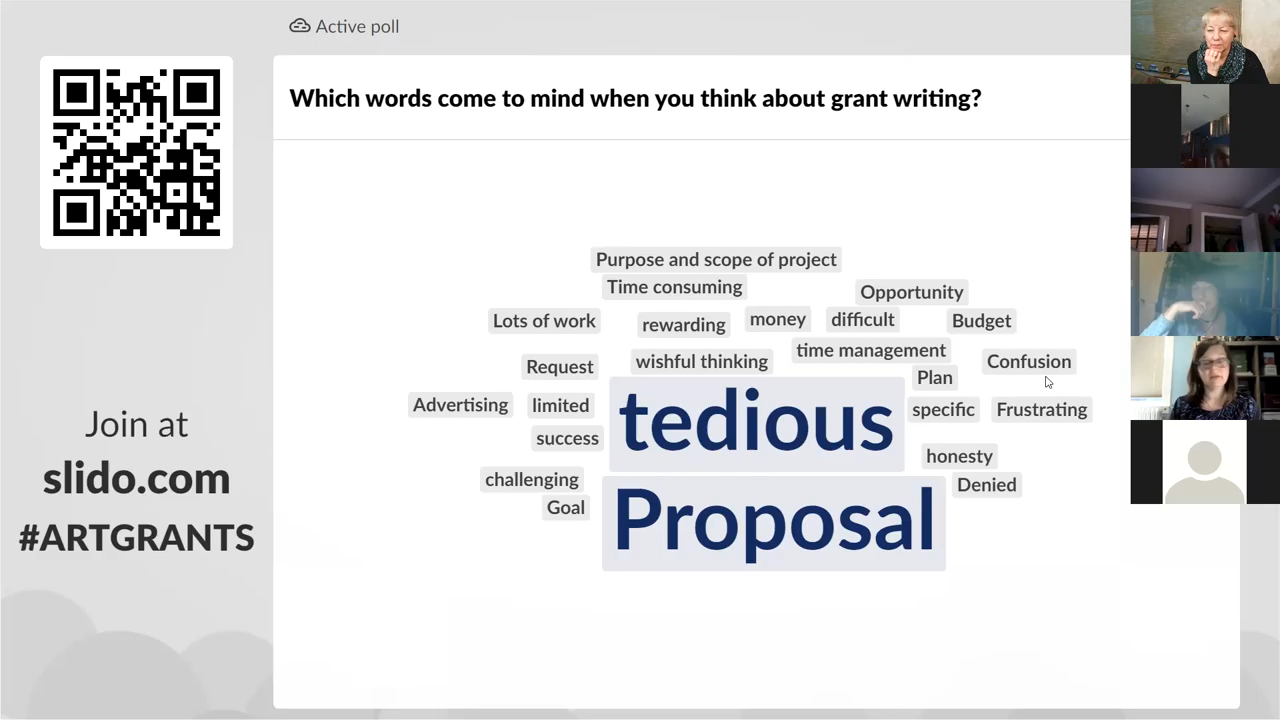 Active poll
Which words come to mind when you think about grant writing?
Purpose and scope of project
Time consuming
Opportunity
Lots of work
rewarding
money
difficult
Budget
time management
wishful thinking
Confusion
Request
Plan
Advertising
limited
tedious
specific
Frustrating
success
honesty
challenging
Denied
Goal
Proposal
Join at
slido.com
#ARTGRANTS